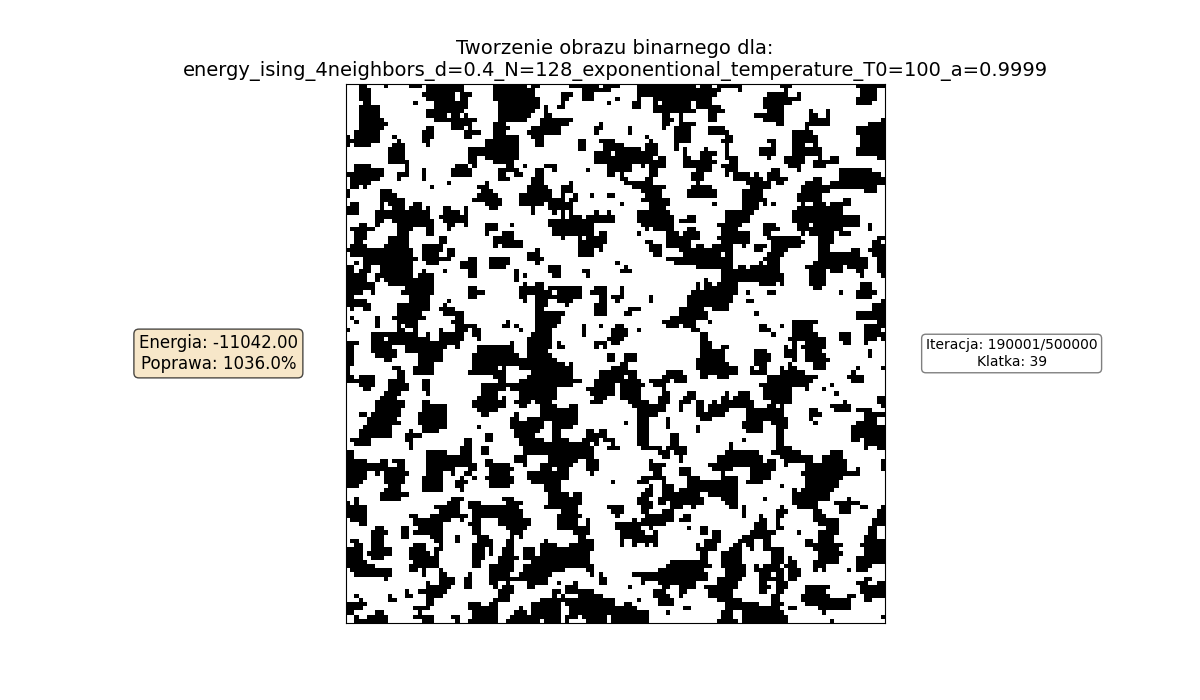 Tworzenie obrazu binarnego dla:
energy_ising_4neighbors_d=0.4_N=128_exponentional_temperature_T0=100_a=0.9999
Energia: -11042.00
Poprawa: 1036.0%
Iteracja: 190001/500000
Klatka: 39